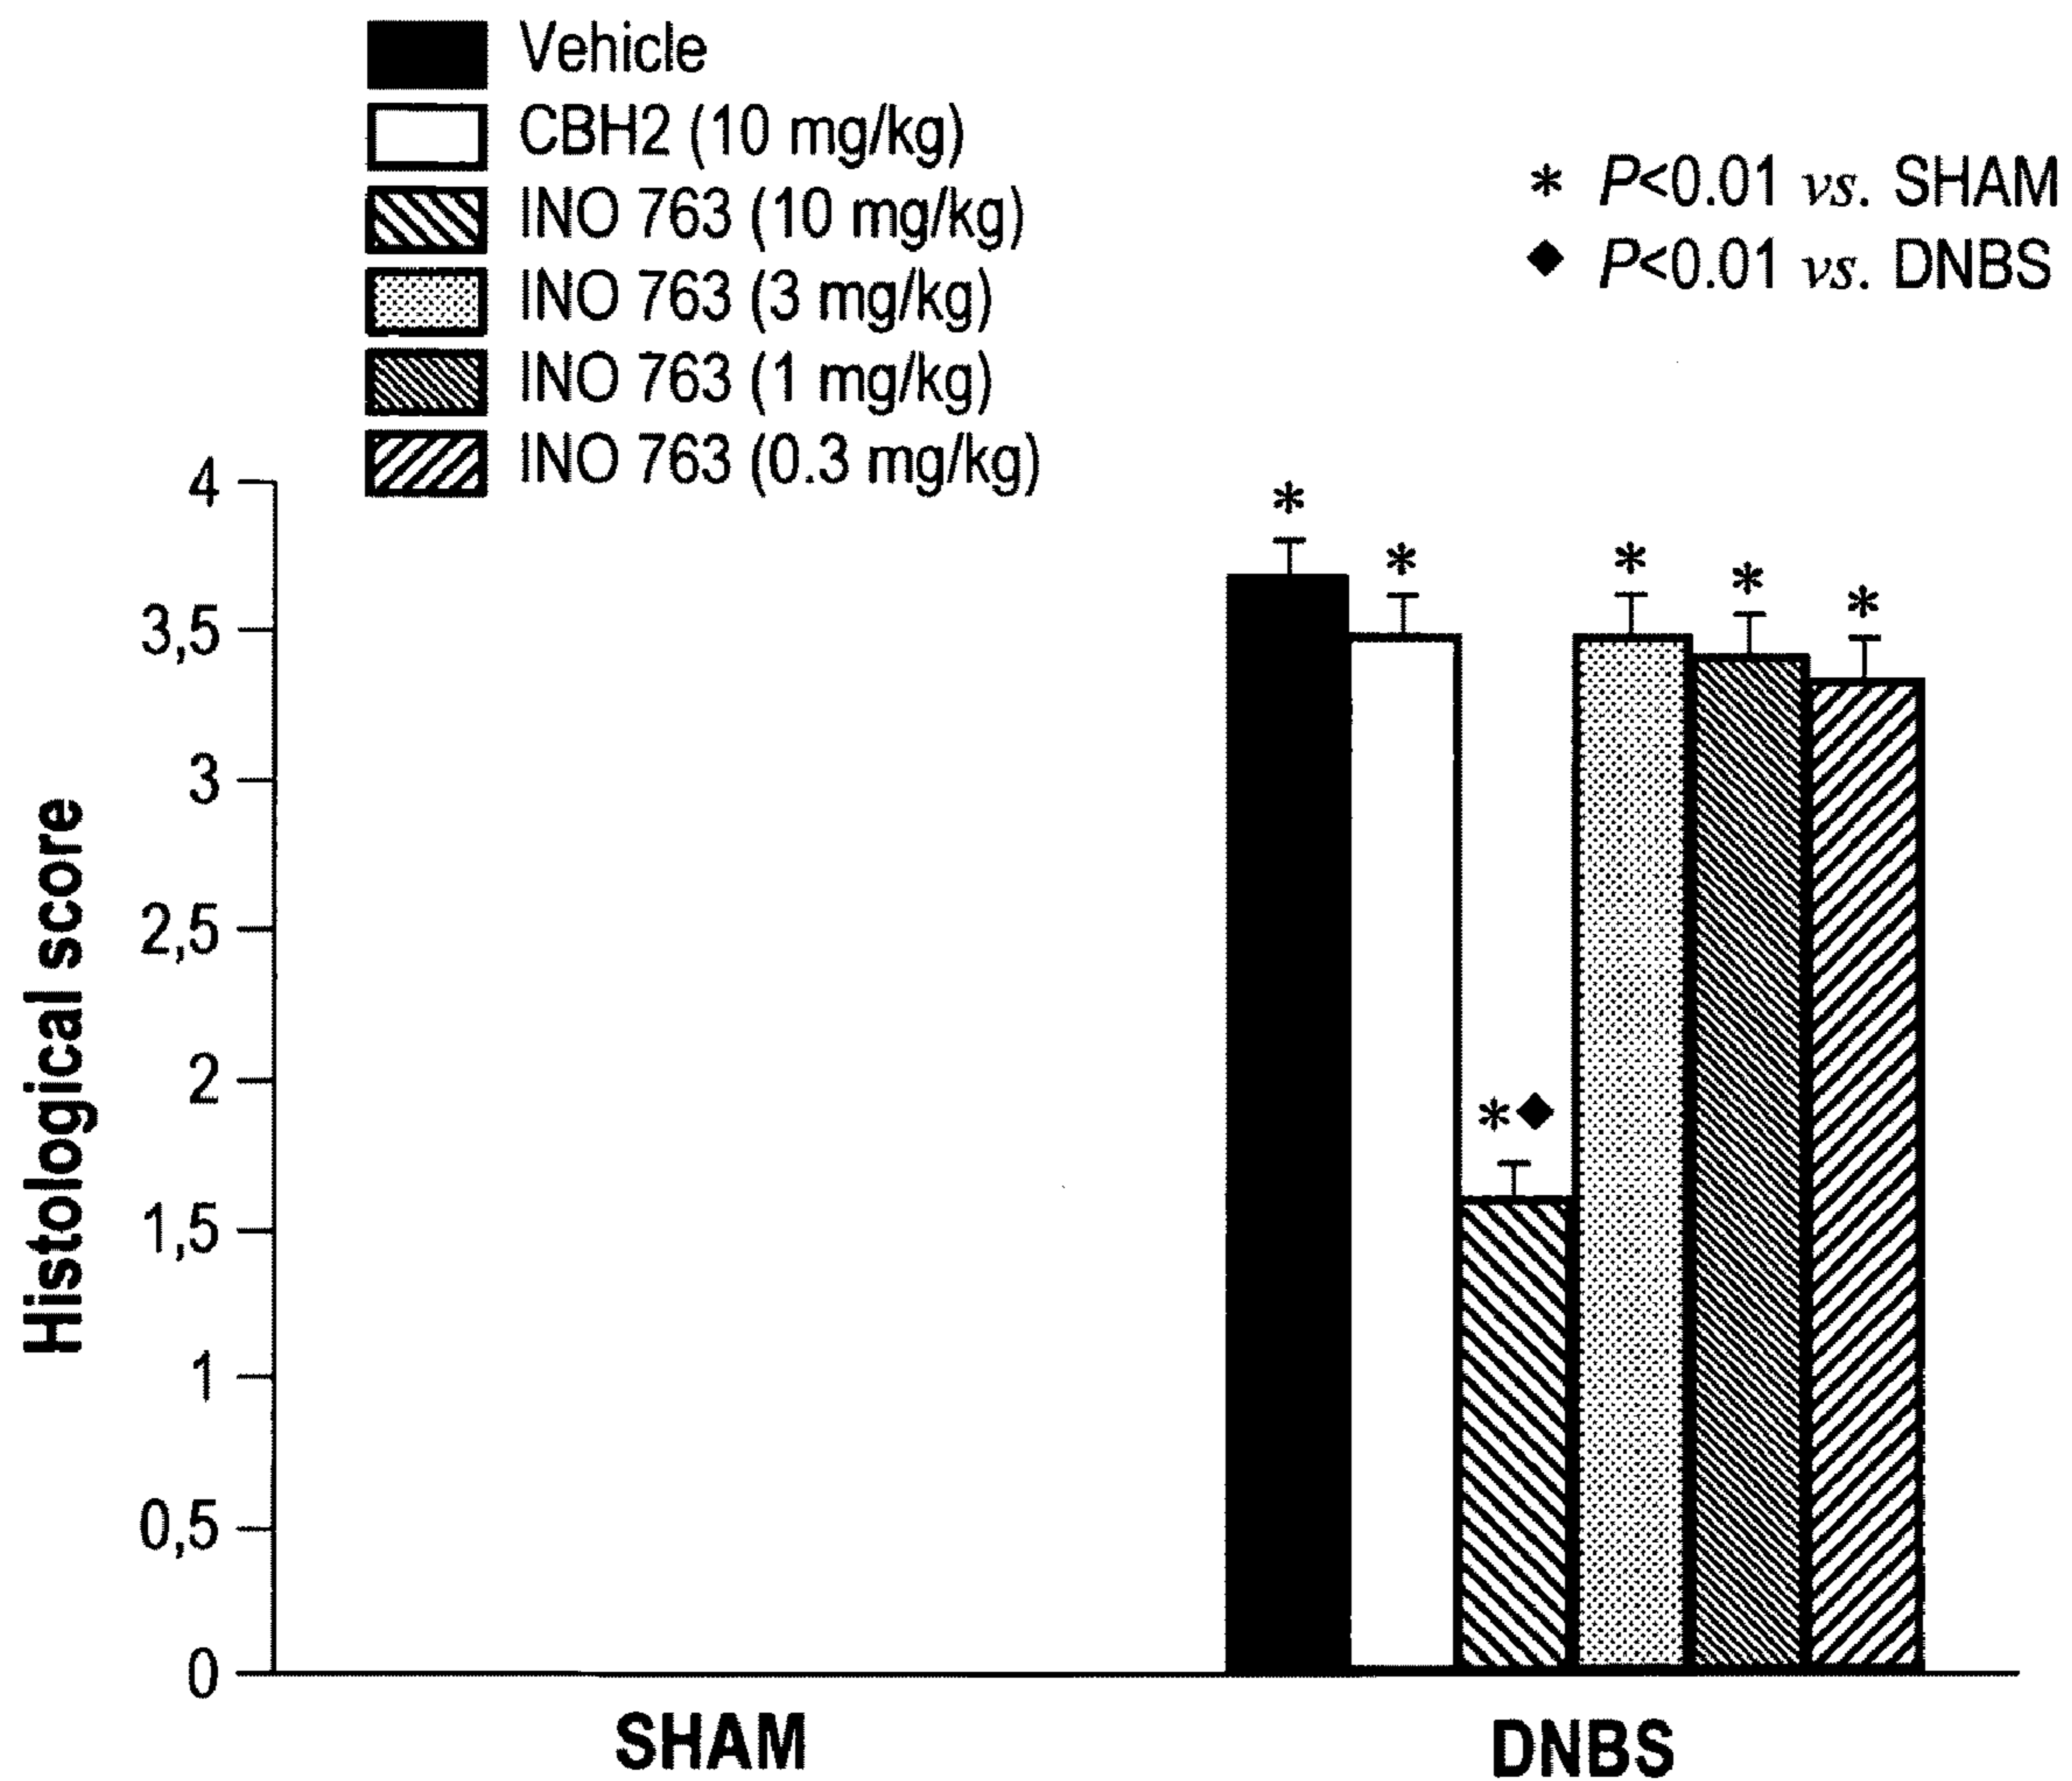 Vehicle
CBH2 (10 mg/kg)
INO 763 (10 mg/kg)
INO 763 (3 mg/kg)
INO 763 (1 mg/kg)
INO 763 (0.3 mg/kg)
* P<0.01 vs. SHAM
◆ P<0.01 vs. DNBS
Histological score
4
3,5
3
2,5
2
1,5
1
0,5
0
*
*
*◆
*
*
*
SHAM
DNBS